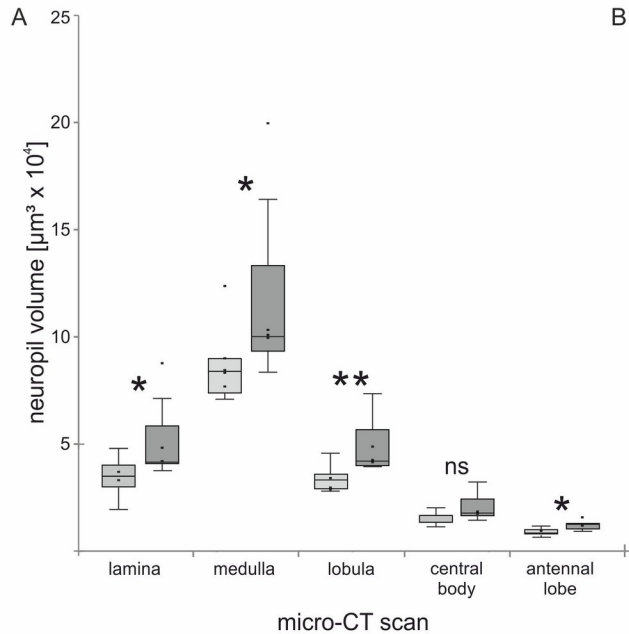 A
B
25
20
15
10
5
neuropil volume [µm³ x 10⁴]
*
*
**
ns
*
lamina
medulla
lobula
central
body
antennal
lobe
micro-CT scan